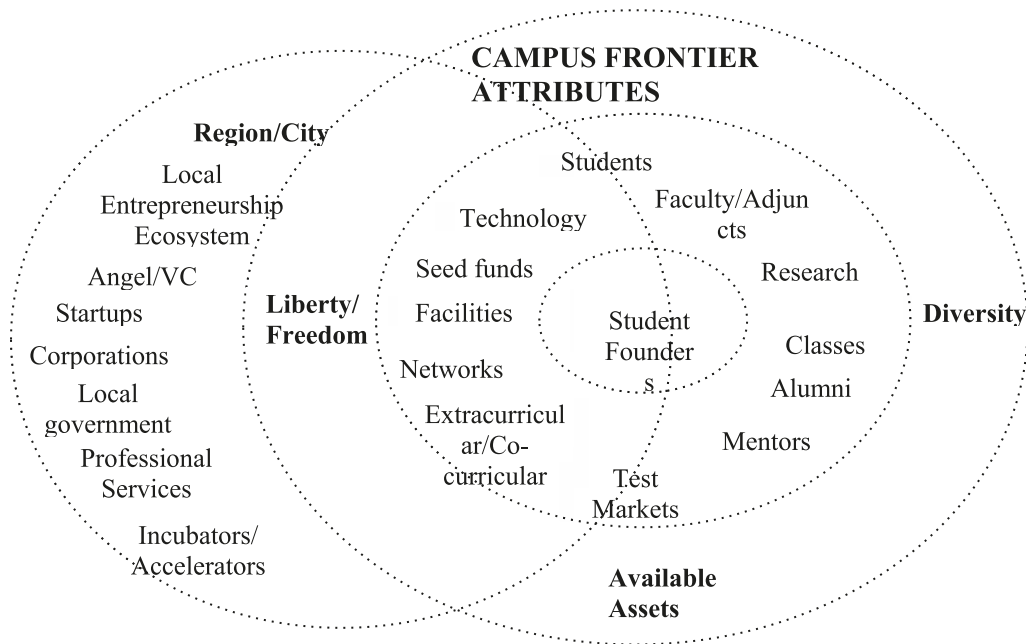 CAMPUS FRONTIER
ATTRIBUTES
Region/City
Local
Entrepreneurship
Ecosystem
Angel/VC
Startups
Corporations
Local
government
Professional
Services
Incubators/
Accelerators
Liberty/
Freedom
Students
Technology
Seed funds
Facilities
Networks
Extracurricul
ar/Co-
curricular
Faculty/Adjun
cts
Research
Classes
Alumni
Mentors
Test
Markets
Student
Founder
s
Diversity
Available
Assets